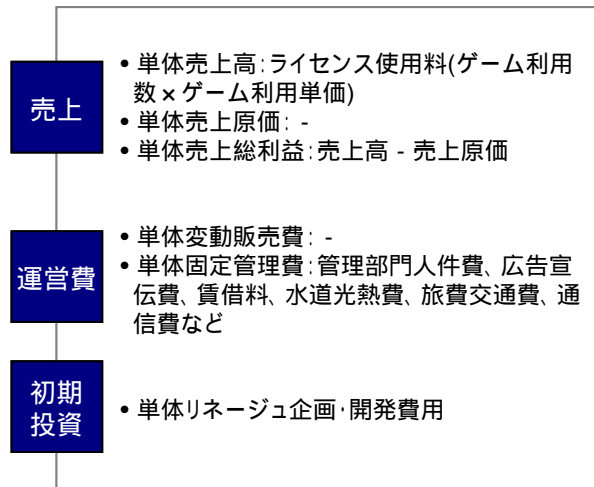 売上
• 単体売上高:ライセンス使用料(ゲーム利用
数×ゲーム利用単価)
• 単体売上原価: -
• 単体売上総利益:売上高 - 売上原価
運営費
• 単体変動販売費: -
• 単体固定管理費:管理部門人件費、広告宣
伝費、賃借料、水道光熱費、旅費交通費、通
信費など
初期
投資
• 単体リネージュ企画・開発費用